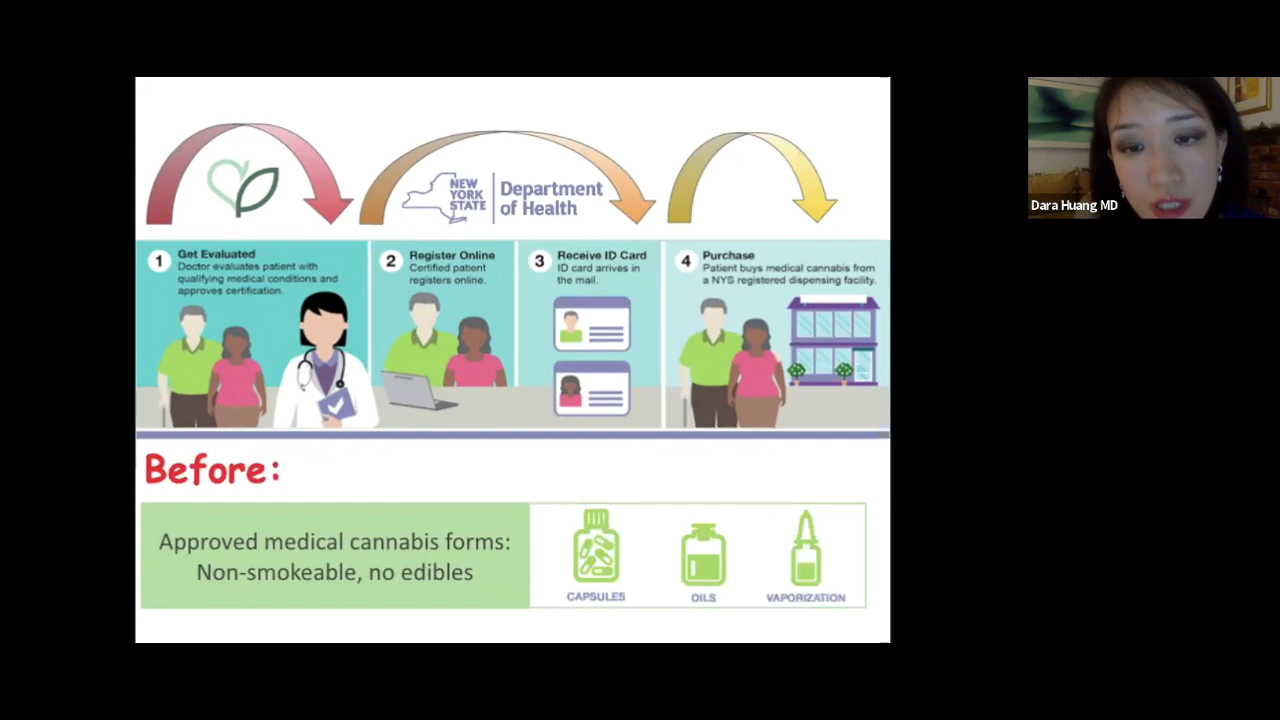 NEW
YORK
STATE
Department
of Health
1 Get Evaluated
Doctor evaluates patient with
qualifying medical conditions and
approves certification.
2 Register Online
Certified patient
registers online.
3 Receive ID Card
ID card arrives in
the mail.
4 Purchase
Patient buys medical cannabis from
a NYS registered dispensing facility.
Before:
Approved medical cannabis forms:
Non-smokeable, no edibles
CAPSULES
OILS
VAPORIZATION
Dara Huang MD